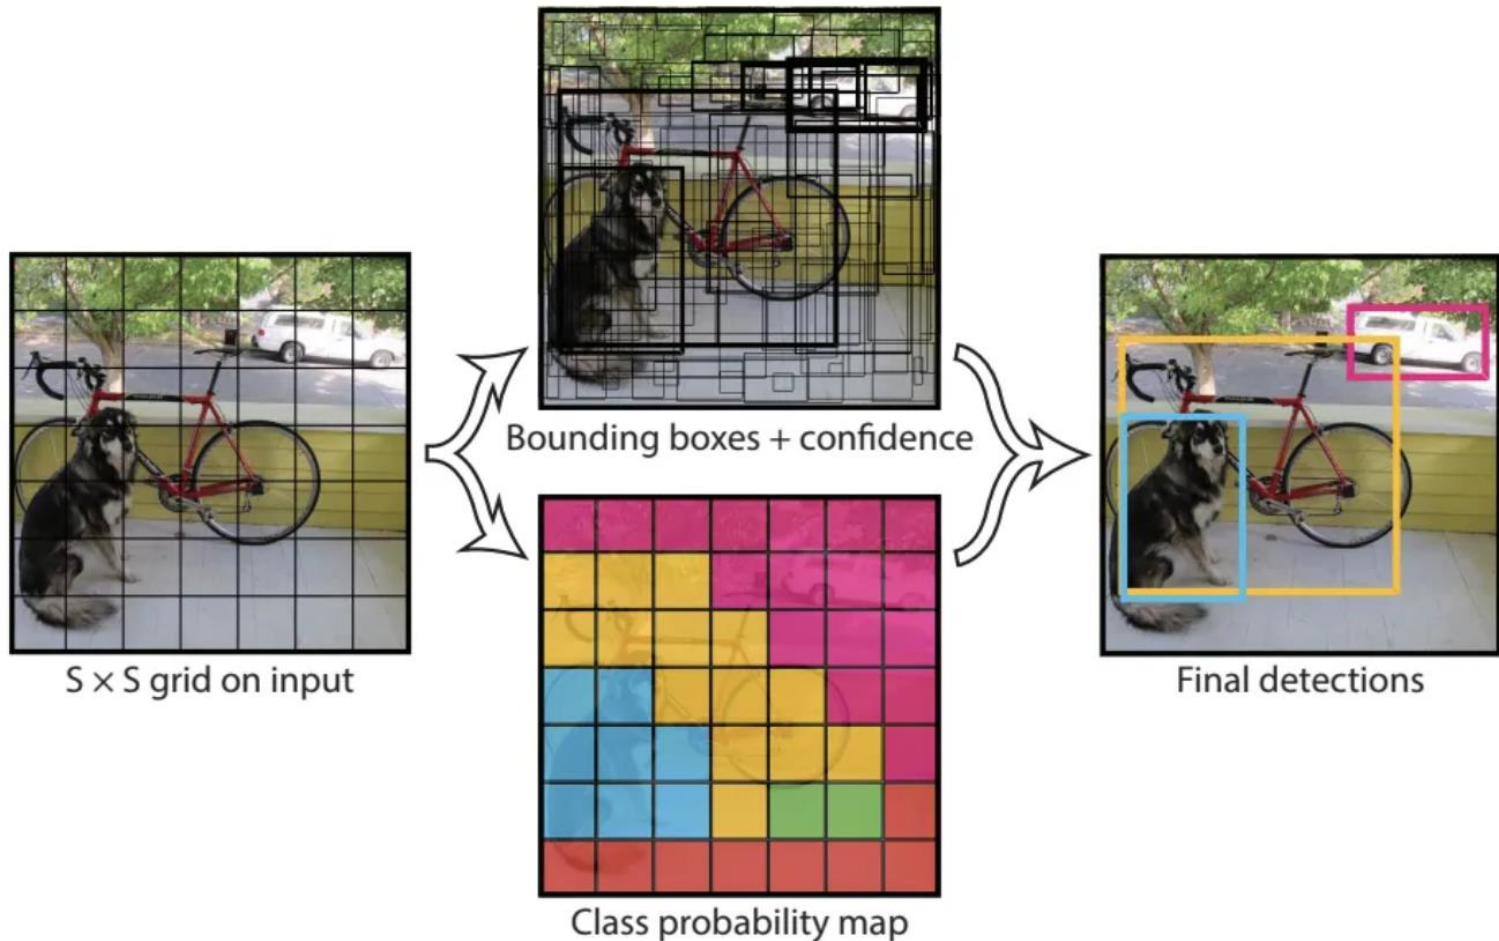 S × S grid on input
Bounding boxes + confidence
Class probability map
Final detections